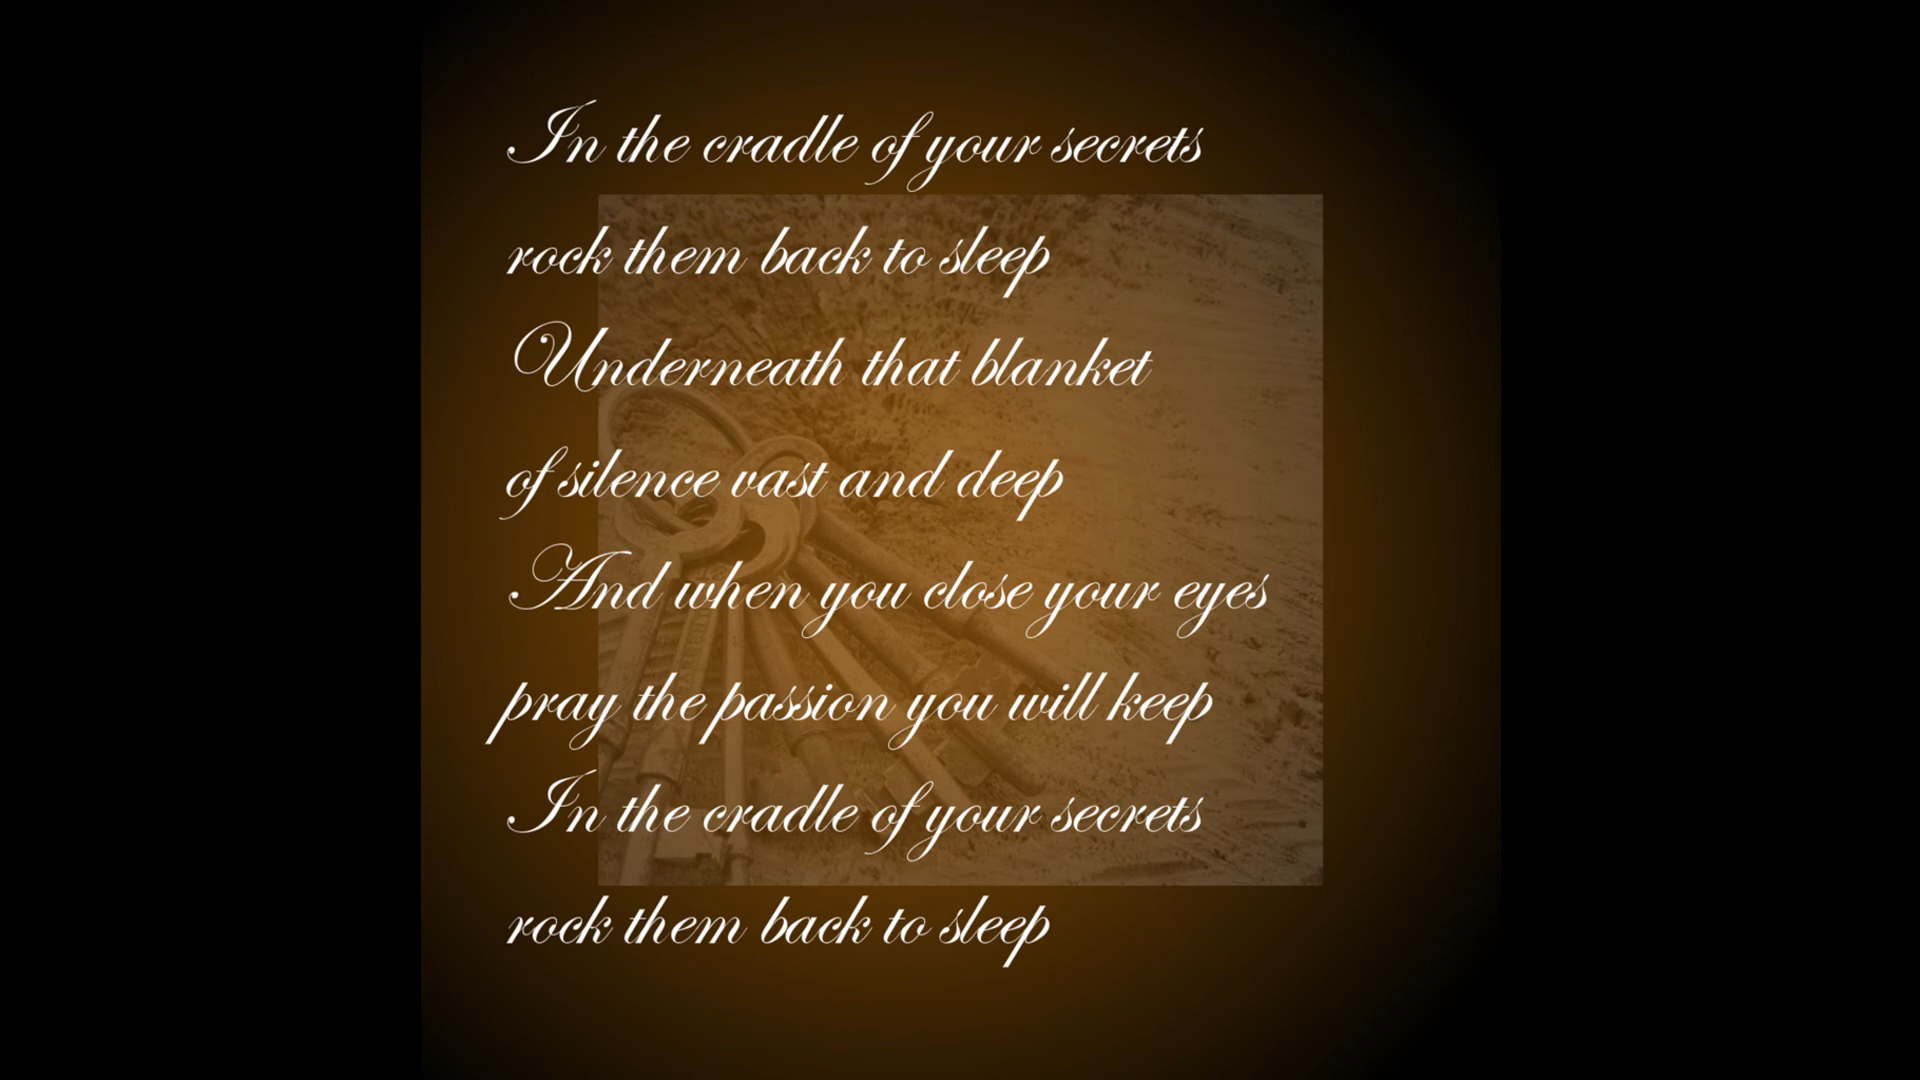 In the cradle of your secrets
rock them back to sleep
Underneath that blanket
of silence vast and deep
And when you close your eyes
pray the passion you will keep
In the cradle of your secrets
rock them back to sleep